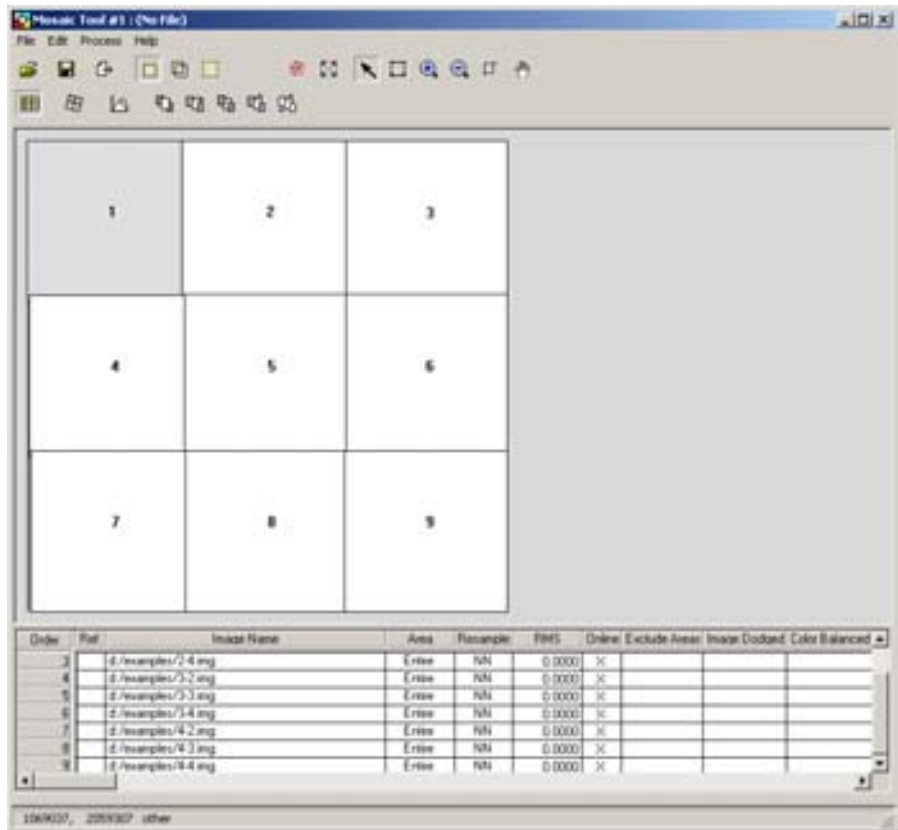 Mosaic Tool #1 : (No File)
File Edit Process Help
1 2 3
4 5 6
7 8 9
Order Ref Image Name Area Resample RMS Online Exclude Areas Image Dodged Color Balanced
3 d:/examples/2-4.img Entire NN 0.0000 X
4 d:/examples/3-2.img Entire NN 0.0000 X
5 d:/examples/3-3.img Entire NN 0.0000 X
6 d:/examples/3-4.img Entire NN 0.0000 X
7 d:/examples/4-2.img Entire NN 0.0000 X
8 d:/examples/4-3.img Entire NN 0.0000 X
9 d:/examples/4-4.img Entire NN 0.0000 X
1069037, 2059307 other